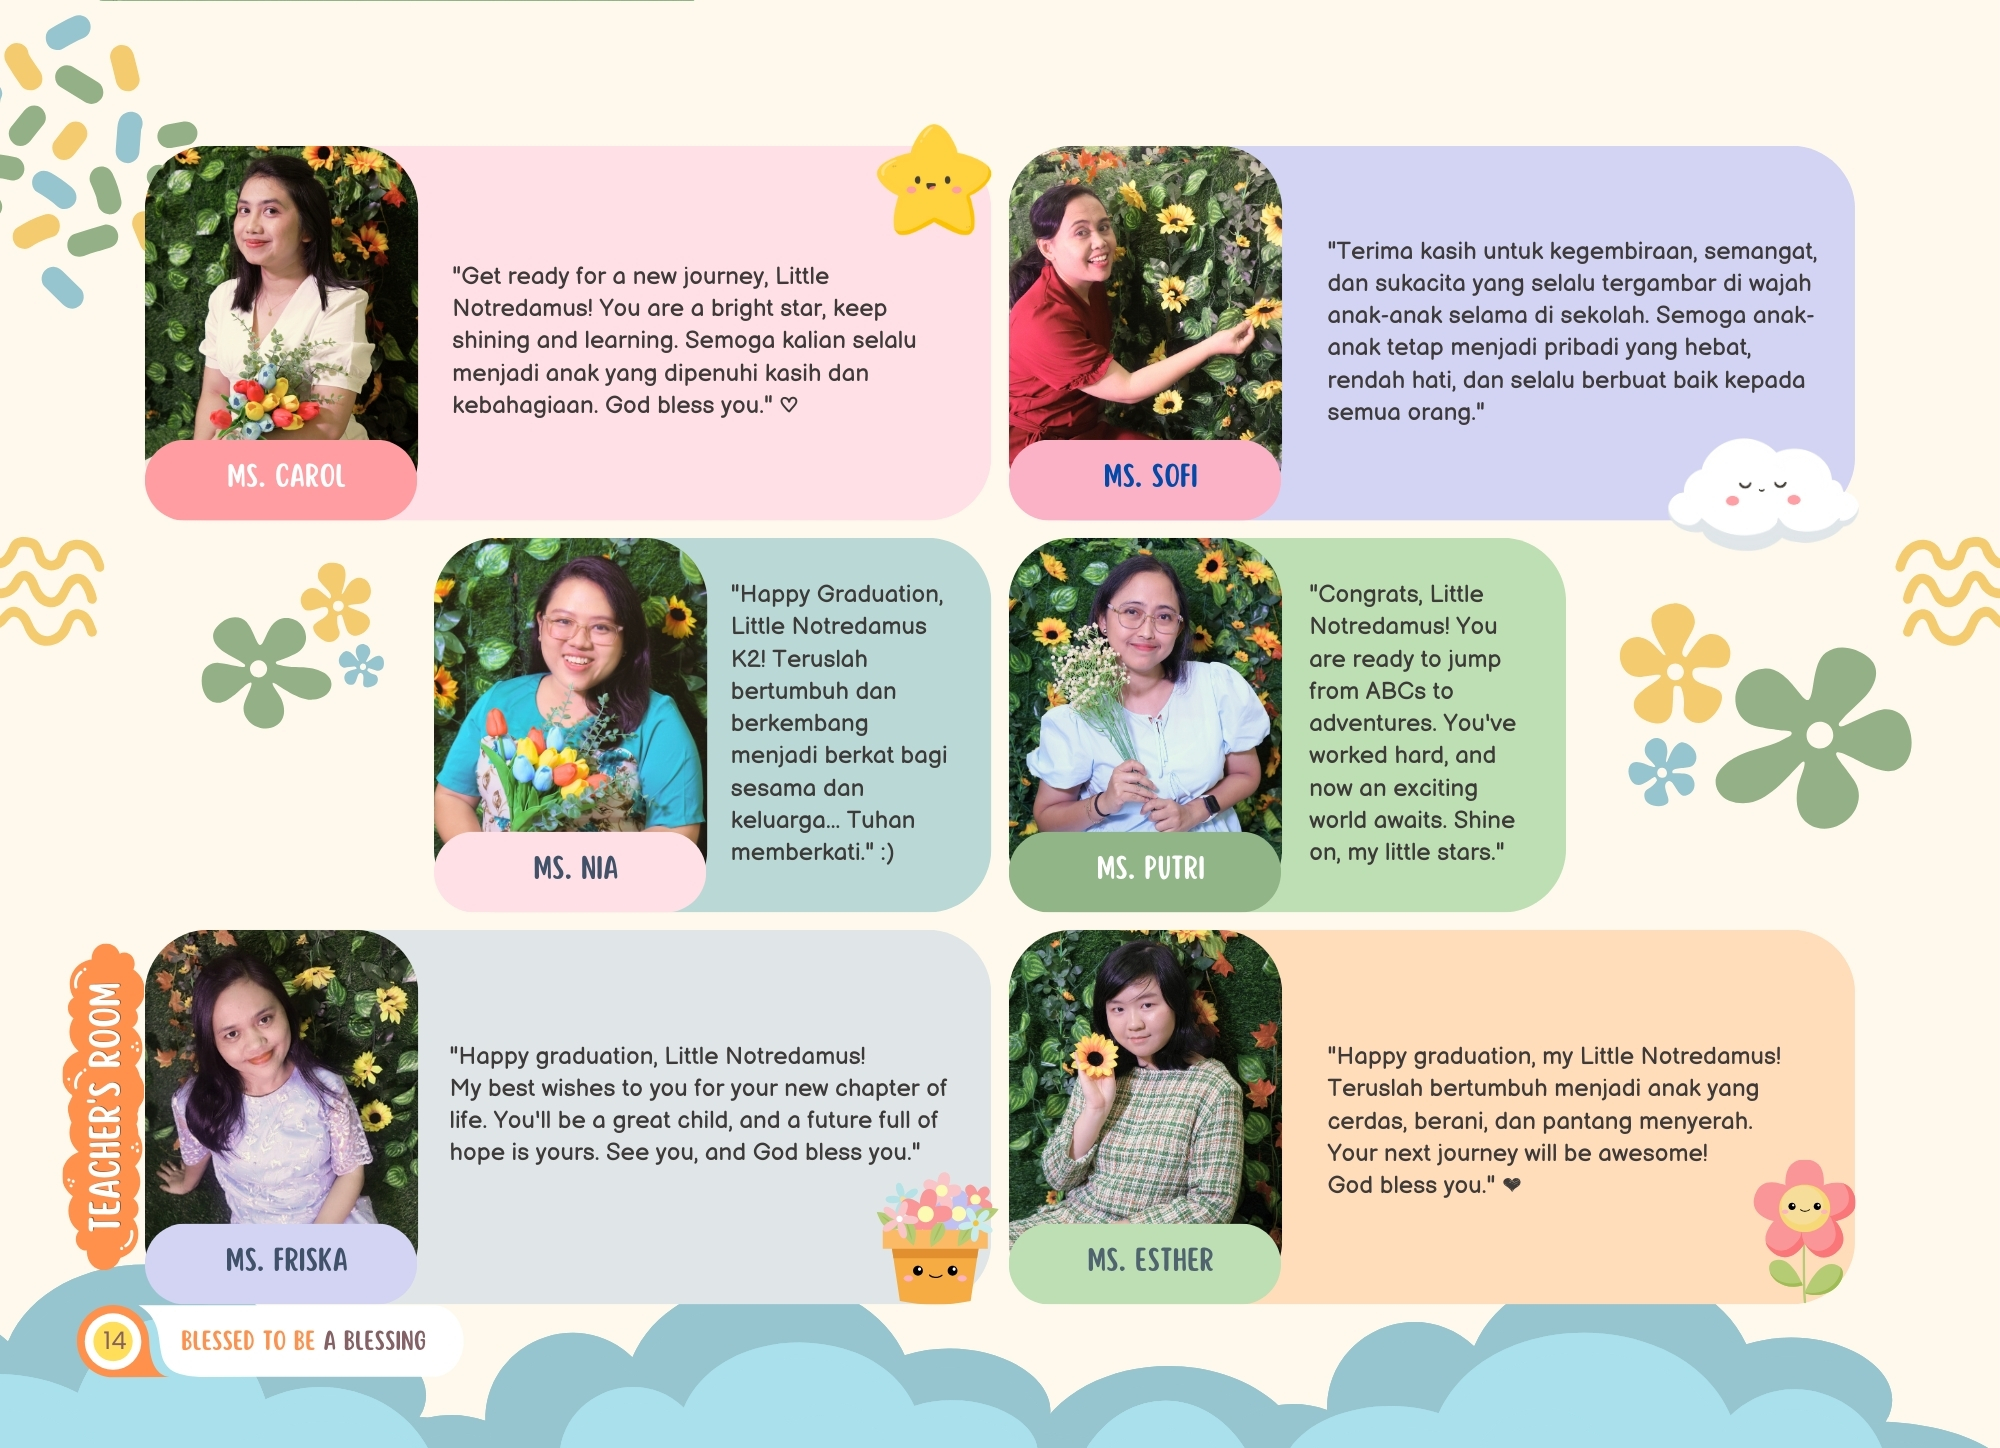 "Get ready for a new journey, Little
Notredamus! You are a bright star, keep
shining and learning. Semoga kalian selalu
menjadi anak yang dipenuhi kasih dan
kebahagiaan. God bless you." ♡
MS. CAROL
"Terima kasih untuk kegembiraan, semangat,
dan sukacita yang selalu tergambar di wajah
anak-anak selama di sekolah. Semoga anak-
anak tetap menjadi pribadi yang hebat,
rendah hati, dan selalu berbuat baik kepada
semua orang."
MS. SOFI
"Happy Graduation,
Little Notredamus
K2! Teruslah
bertumbuh dan
berkembang
menjadi berkat bagi
sesama dan
keluarga... Tuhan
memberkati." :)
MS. NIA
"Congrats, Little
Notredamus! You
are ready to jump
from ABCs to
adventures. You've
worked hard, and
now an exciting
world awaits. Shine
on, my little stars."
MS. PUTRI
TEACHER'S ROOM
"Happy graduation, Little Notredamus!
My best wishes to you for your new chapter of
life. You'll be a great child, and a future full of
hope is yours. See you, and God bless you."
MS. FRISKA
"Happy graduation, my Little Notredamus!
Teruslah bertumbuh menjadi anak yang
cerdas, berani, dan pantang menyerah.
Your next journey will be awesome!
God bless you." ❤
MS. ESTHER
14
BLESSED TO BE A BLESSING